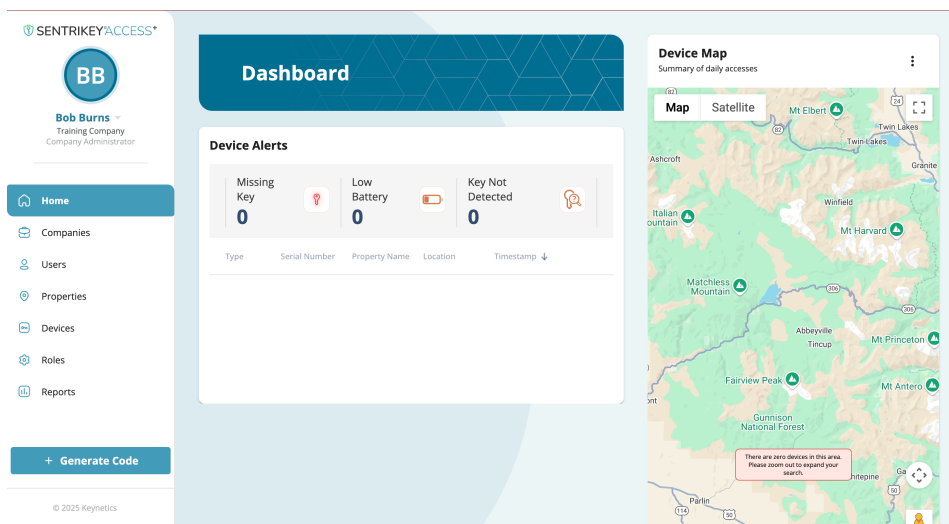 SENTRIKEY ACCESS+
BB
Bob Burns
Training Company
Company Administrator
Home
Companies
Users
Properties
Devices
Roles
Reports
+ Generate Code
© 2025 Keynetics
Dashboard
Device Alerts
Missing
Key
0
Low
Battery
0
Key Not
Detected
0
Type Serial Number Property Name Location Timestamp ↓
Device Map
Summary of daily accesses
Map Satellite
82
24
Mt Elbert
82
Twin Lakes
Twin Lakes
Granite
Ashcroft
Winfield
Italian
ountain
Mt Harvard
Matchless
Mountain
306
306
Abbeyville
Tincup
Mt Princeton
Fairview Peak
Mt Antero
ont
Gunnison
National Forest
There are zero devices in this area.
Please zoom out to expand your
search.
hitepine
Ga
50
Parlin
114
50